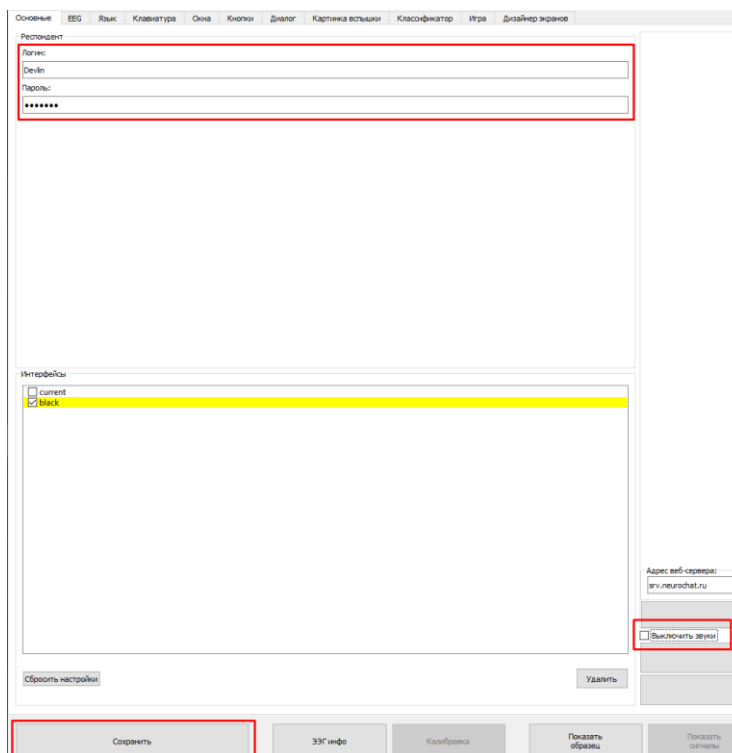 Основные EEG Язык Клавиатура Окна Кнопки Диалог Картинка вспышки Классификатор Игра Дизайнер экранов
Респондент
Логин:
Devlin
Пароль:
•••••••
Интерфейсы
current
black
Адрес веб-сервера:
srv.neurochat.ru
Выключить звуки
Сбросить настройки
Удалить
Сохранить
ЭЭГ инфо
Калибровка
Показать
образец
Показать
сигналы